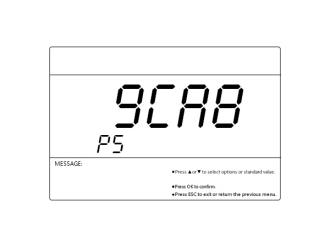 9CA8
PS
MESSAGE:
●Press ▲or▼ to select options or standard value.
●Press OK to confirm.
●Press ESC to exit or return the previous menu.